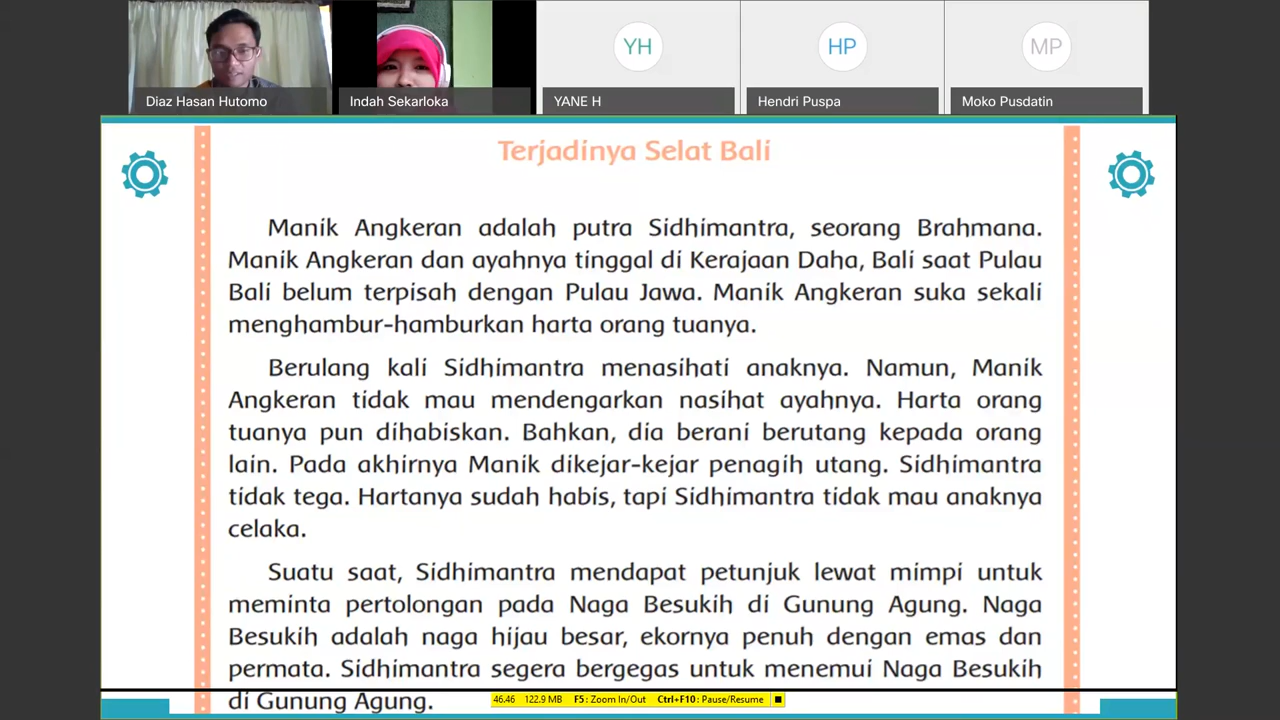 YH
HP
MP
Diaz Hasan Hutomo
Indah Sekarloka
YANE H
Hendri Puspa
Moko Pusdatin
Terjadinya Selat Bali
Manik Angkeran adalah putra Sidhimantra, seorang Brahmana.
Manik Angkeran dan ayahnya tinggal di Kerajaan Daha, Bali saat Pulau
Bali belum terpisah dengan Pulau Jawa. Manik Angkeran suka sekali
menghambur-hamburkan harta orang tuanya.
Berulang kali Sidhimantra menasihati anaknya. Namun, Manik
Angkeran tidak mau mendengarkan nasihat ayahnya. Harta orang
tuanya pun dihabiskan. Bahkan, dia berani berutang kepada orang
lain. Pada akhirnya Manik dikejar-kejar penagih utang. Sidhimantra
tidak tega. Hartanya sudah habis, tapi Sidhimantra tidak mau anaknya
celaka.
Suatu saat, Sidhimantra mendapat petunjuk lewat mimpi untuk
meminta pertolongan pada Naga Besukih di Gunung Agung. Naga
Besukih adalah naga hijau besar, ekornya penuh dengan emas dan
permata. Sidhimantra segera bergegas untuk menemui Naga Besukih
di Gunung Agung.
46.46 122.9 MB F5: Zoom In/Out Ctrl+F10: Pause/Resume